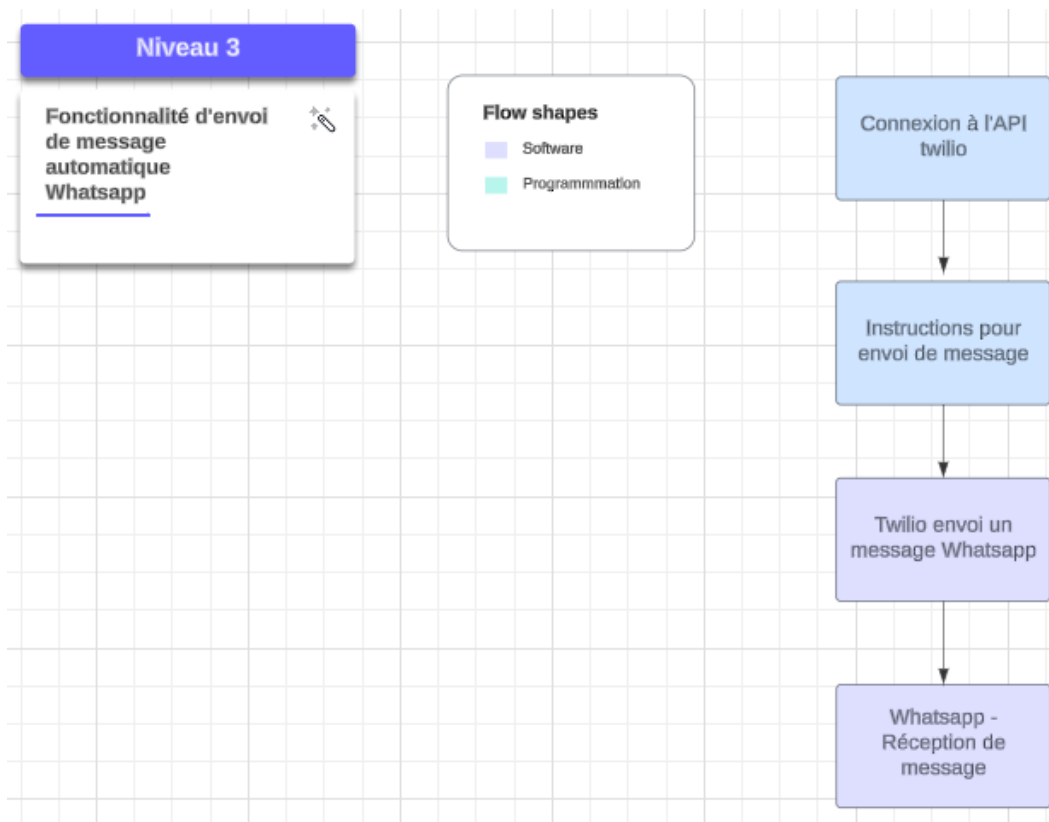 Niveau 3
Fonctionnalité d'envoi
de message
automatique
Whatsapp
Flow shapes
Software
Programmmation
Connexion à l'API
twilio
Instructions pour
envoi de message
Twilio envoi un
message Whatsapp
Whatsapp -
Réception de
message